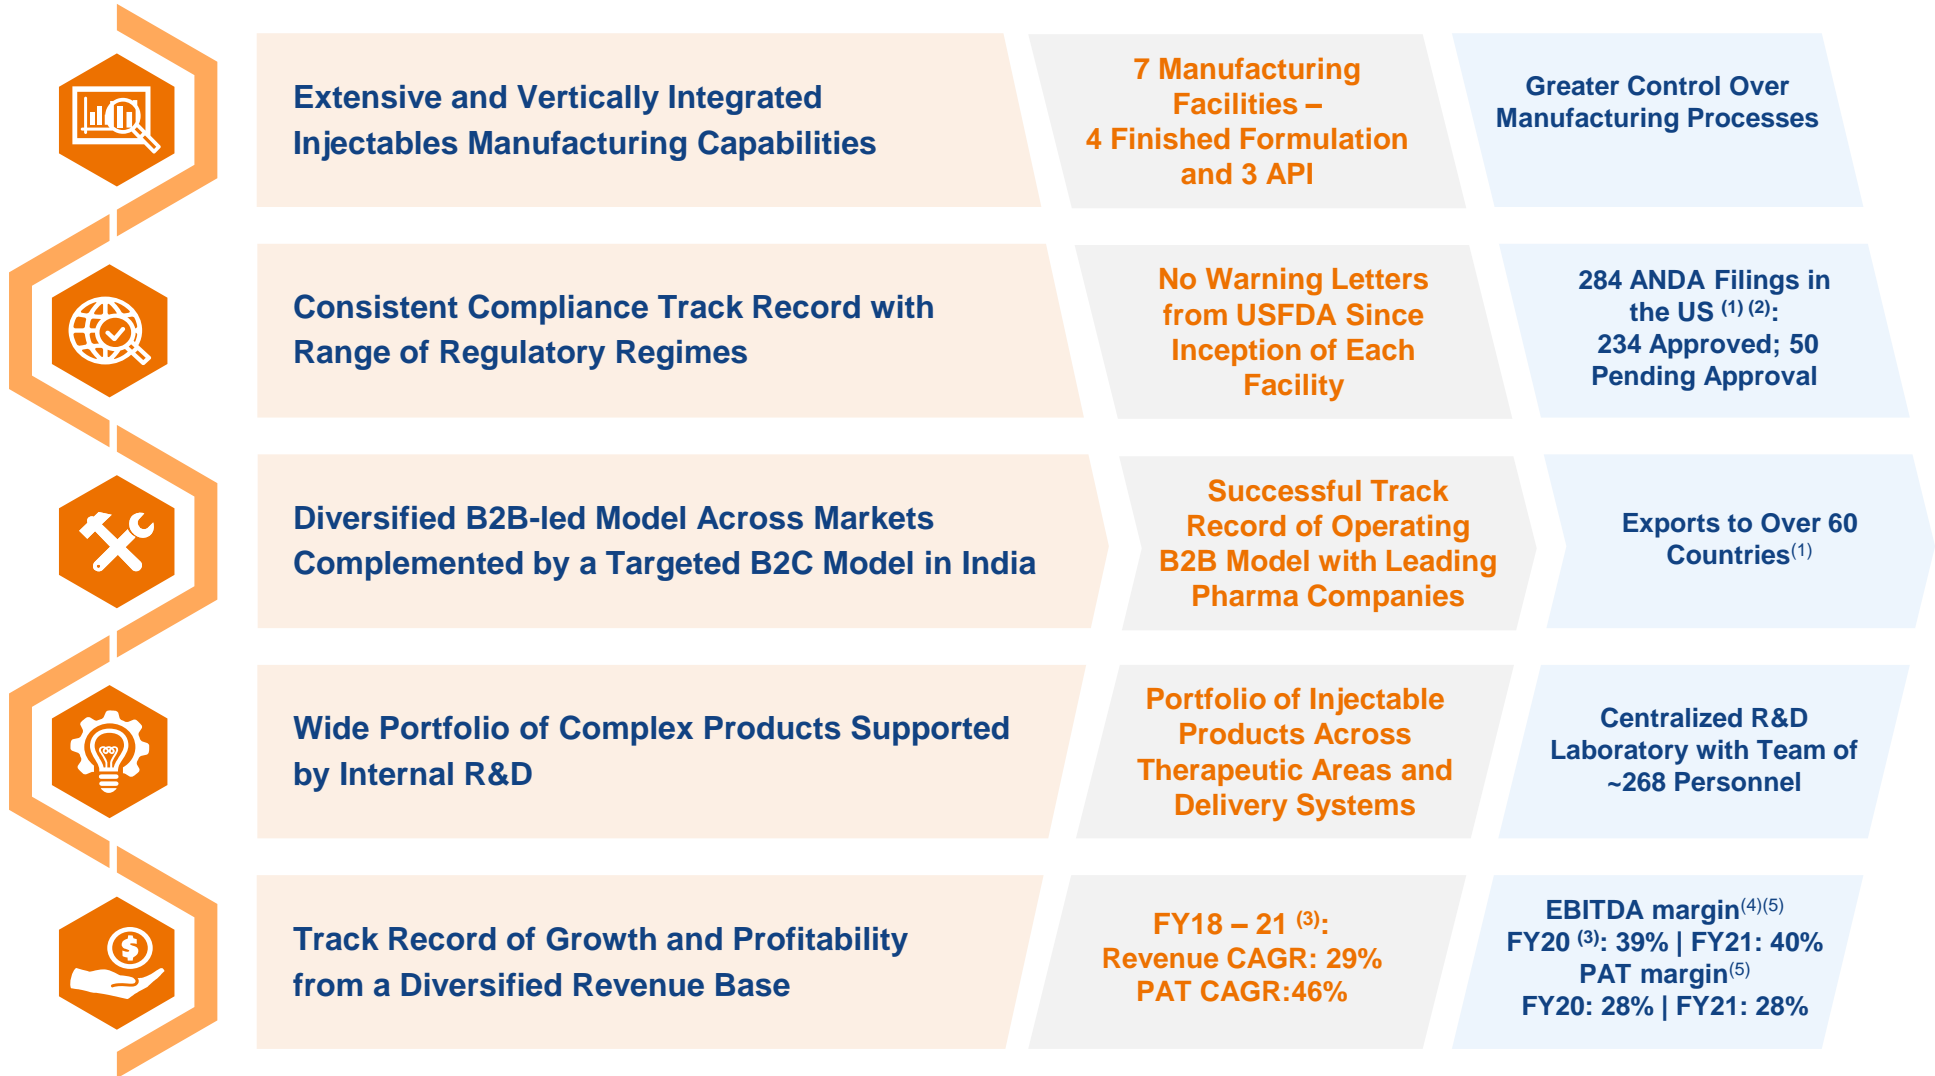 Extensive and Vertically Integrated
Injectables Manufacturing Capabilities
7 Manufacturing
Facilities –
4 Finished Formulation
and 3 API
Greater Control Over
Manufacturing Processes
Consistent Compliance Track Record with
Range of Regulatory Regimes
No Warning Letters
from USFDA Since
Inception of Each
Facility
284 ANDA Filings in
the US (1) (2):
234 Approved; 50
Pending Approval
Diversified B2B-led Model Across Markets
Complemented by a Targeted B2C Model in India
Successful Track
Record of Operating
B2B Model with Leading
Pharma Companies
Exports to Over 60
Countries(1)
Wide Portfolio of Complex Products Supported
by Internal R&D
Portfolio of Injectable
Products Across
Therapeutic Areas and
Delivery Systems
Centralized R&D
Laboratory with Team of
~268 Personnel
Track Record of Growth and Profitability
from a Diversified Revenue Base
FY18 – 21 (3):
Revenue CAGR: 29%
PAT CAGR:46%
EBITDA margin(4)(5)
FY20 (3): 39% | FY21: 40%
PAT margin(5)
FY20: 28% | FY21: 28%